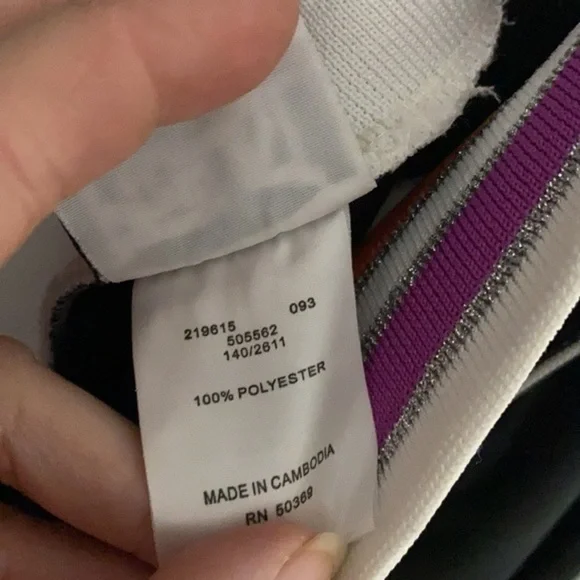 219615 093
505562
140/2611
100% POLYESTER
MADE IN CAMBODIA
RN 50369